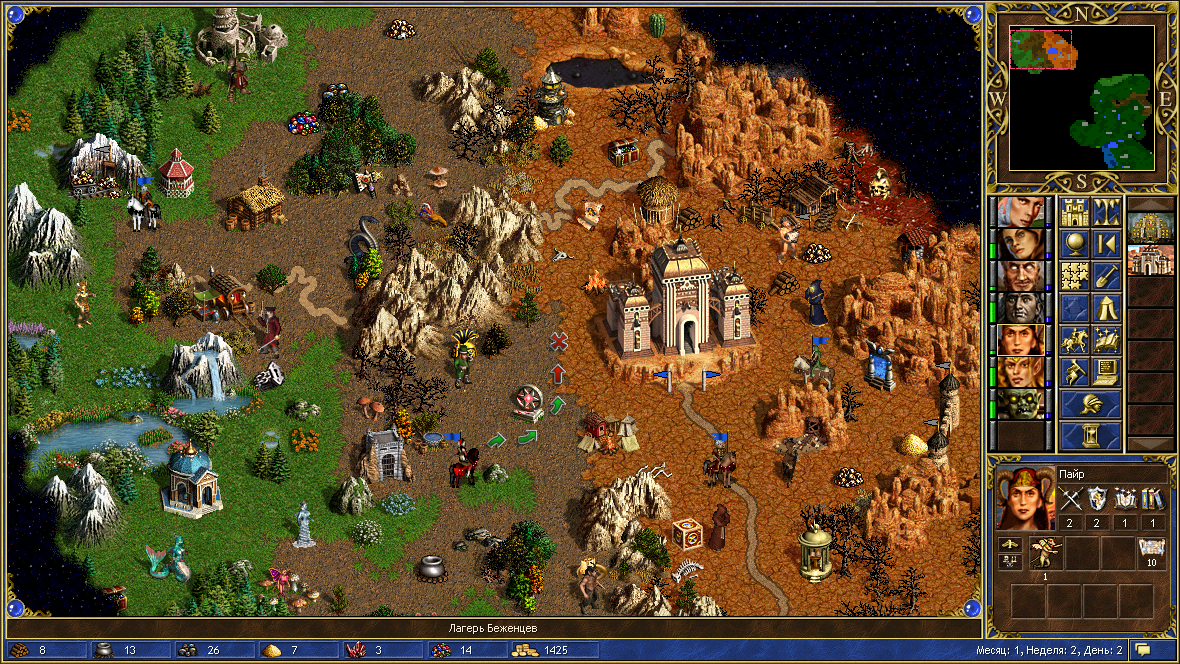 N
W
E
S
Пайр
2 2 1 1
10
1
Лагерь Беженцев
8 13 26 7 3 14 1425
Месяц: 1, Неделя: 2, День: 2